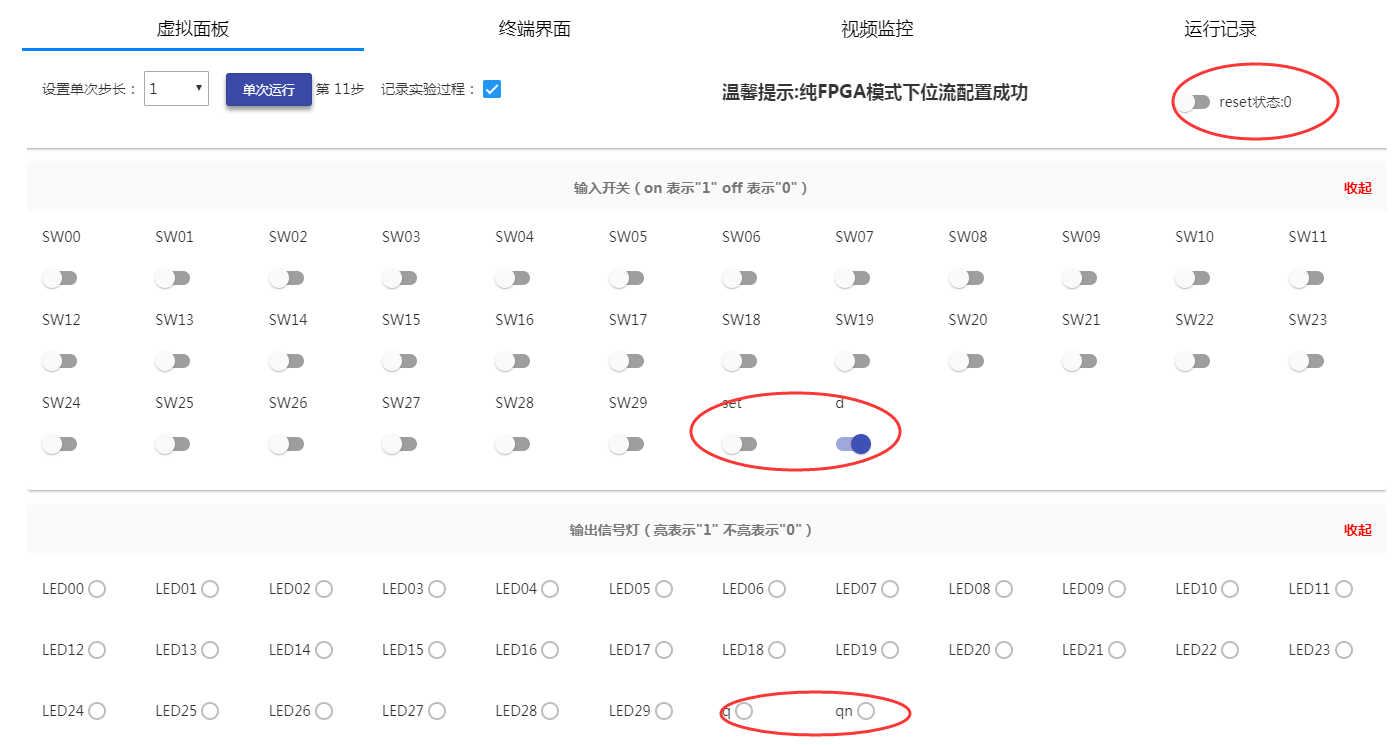 虚拟面板 终端界面 视频监控 运行记录
设置单次步长： 1 单次运行 第 11步 记录实验过程： 温馨提示:纯FPGA模式下位流配置成功 reset状态:0
输入开关 ( on 表示"1" off 表示"0" ) 收起
SW00 SW01 SW02 SW03 SW04 SW05 SW06 SW07 SW08 SW09 SW10 SW11
SW12 SW13 SW14 SW15 SW16 SW17 SW18 SW19 SW20 SW21 SW22 SW23
SW24 SW25 SW26 SW27 SW28 SW29 set d
输出信号灯 ( 亮表示"1" 不亮表示"0" ) 收起
LED00 LED01 LED02 LED03 LED04 LED05 LED06 LED07 LED08 LED09 LED10 LED11
LED12 LED13 LED14 LED15 LED16 LED17 LED18 LED19 LED20 LED21 LED22 LED23
LED24 LED25 LED26 LED27 LED28 LED29 q qn